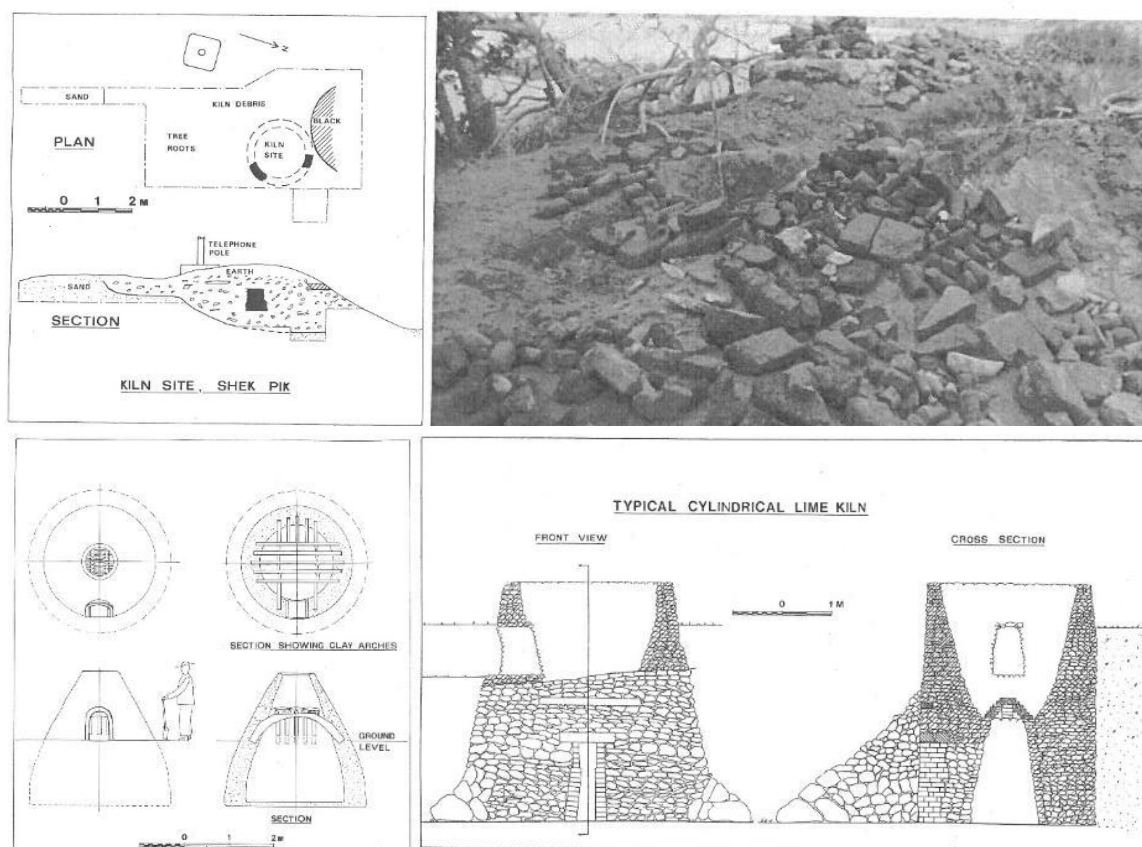 N
SAND
KILN DEBRIS
BLACK
PLAN
TREE
ROOTS
KILN
SITE
0 1 2 M
TELEPHONE
POLE
EARTH
SAND
SECTION
KILN SITE, SHEK PIK
SECTION SHOWING CLAY ARCHES
GROUND
LEVEL
SECTION
0 1 2 M
TYPICAL CYLINDRICAL LIME KILN
FRONT VIEW
CROSS SECTION
0 1 M